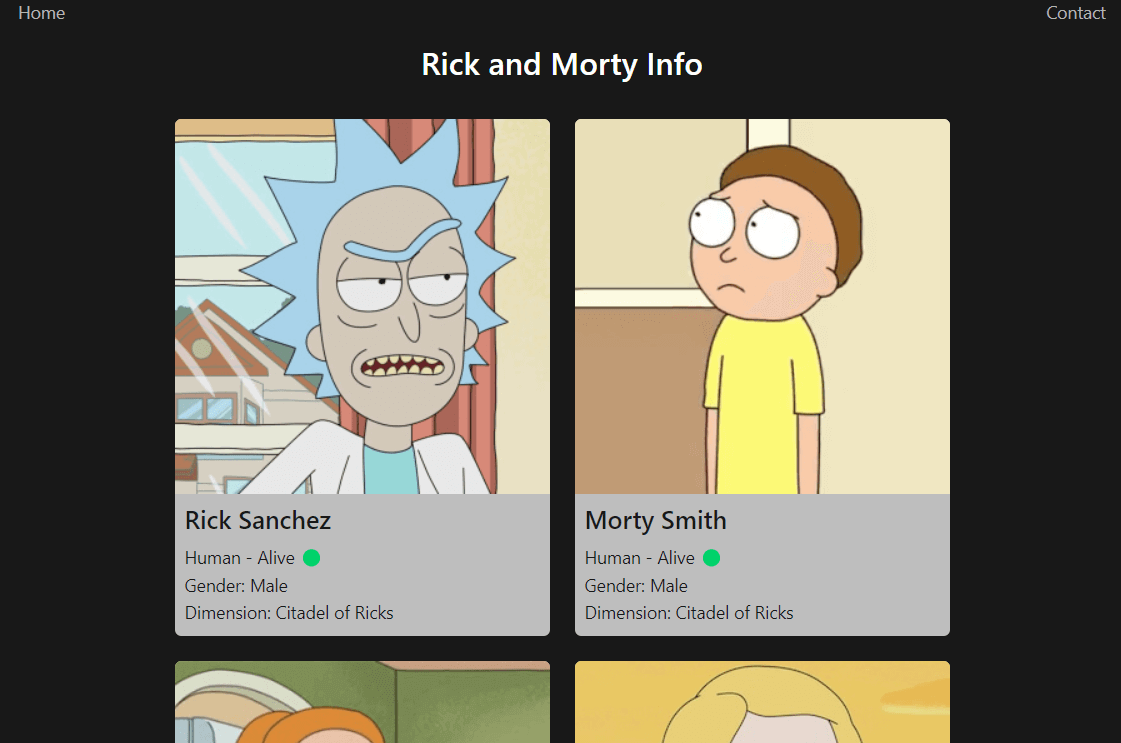 Home
Contact
Rick and Morty Info
Rick Sanchez
Human - Alive
Gender: Male
Dimension: Citadel of Ricks
Morty Smith
Human - Alive
Gender: Male
Dimension: Citadel of Ricks